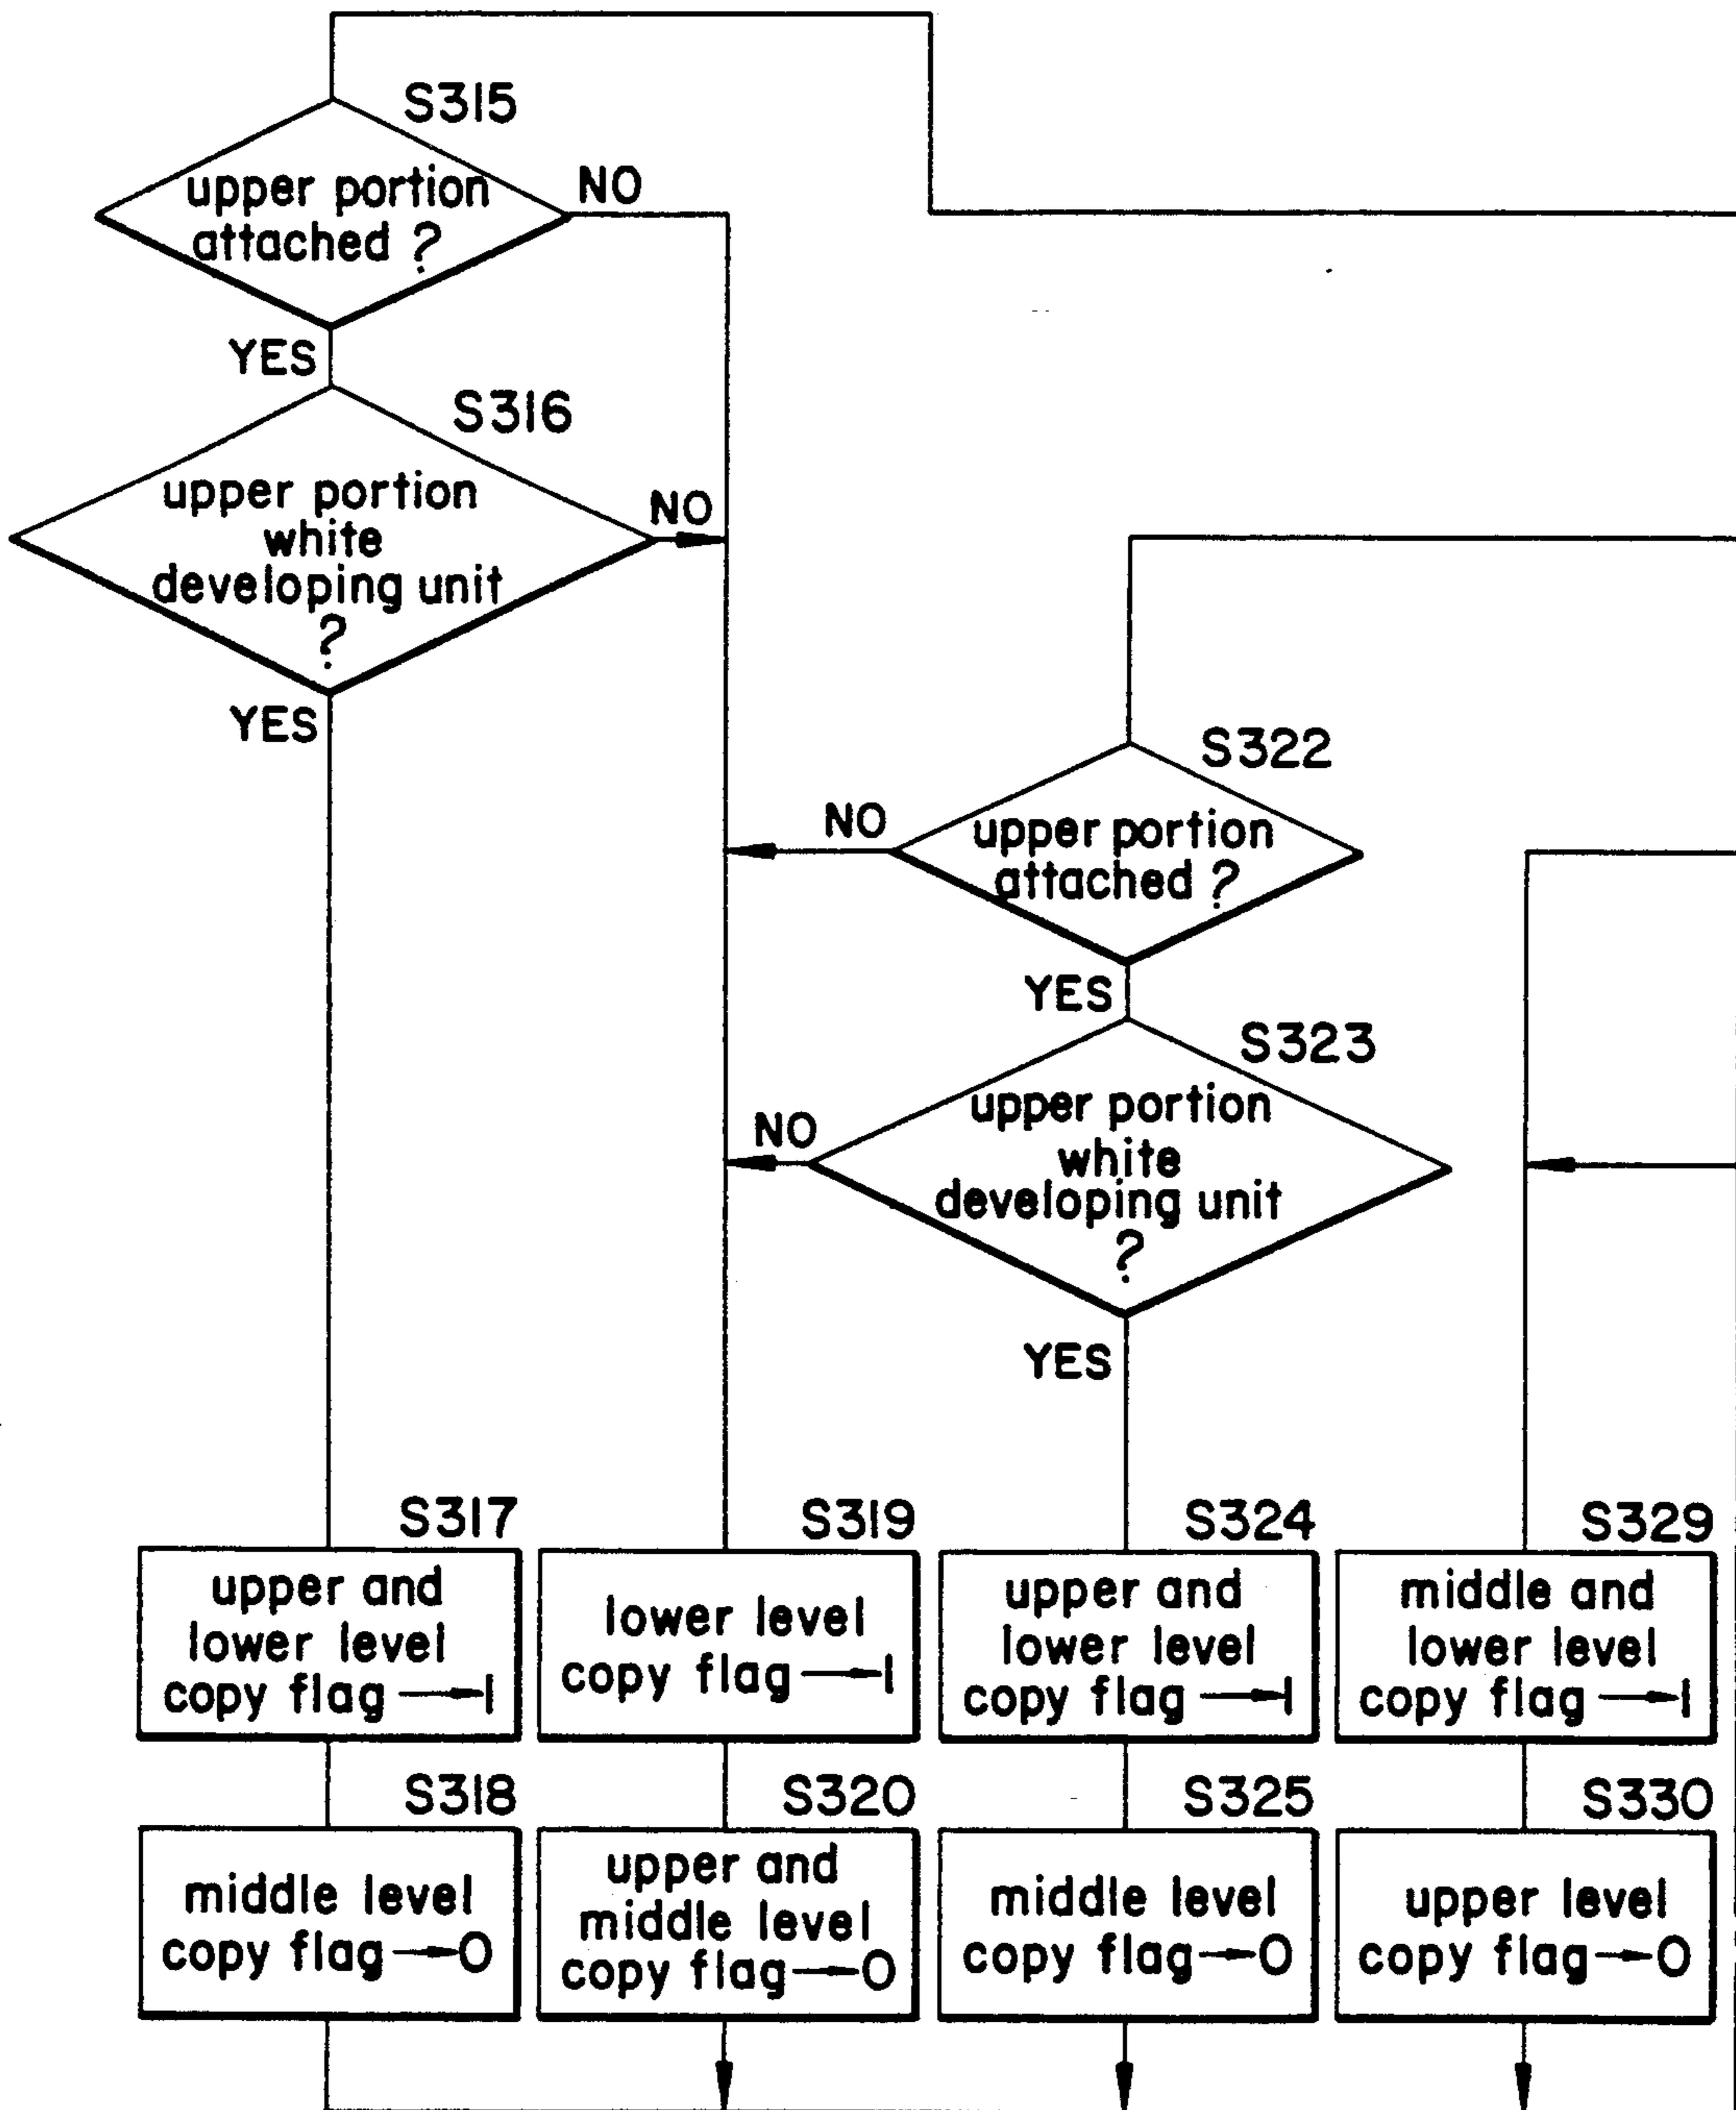 S315
upper portion
attached ?
NO
YES
S316
upper portion
white
developing unit
?
NO
YES
S322
upper portion
attached ?
NO
YES
S323
upper portion
white
developing unit
?
NO
YES
S317
upper and
lower level
copy flag → 1
S319
lower level
copy flag → 1
S324
upper and
lower level
copy flag → 1
S329
middle and
lower level
copy flag → 1
S318
middle level
copy flag → 0
S320
upper and
middle level
copy flag → 0
S325
middle level
copy flag → 0
S330
upper level
copy flag → 0